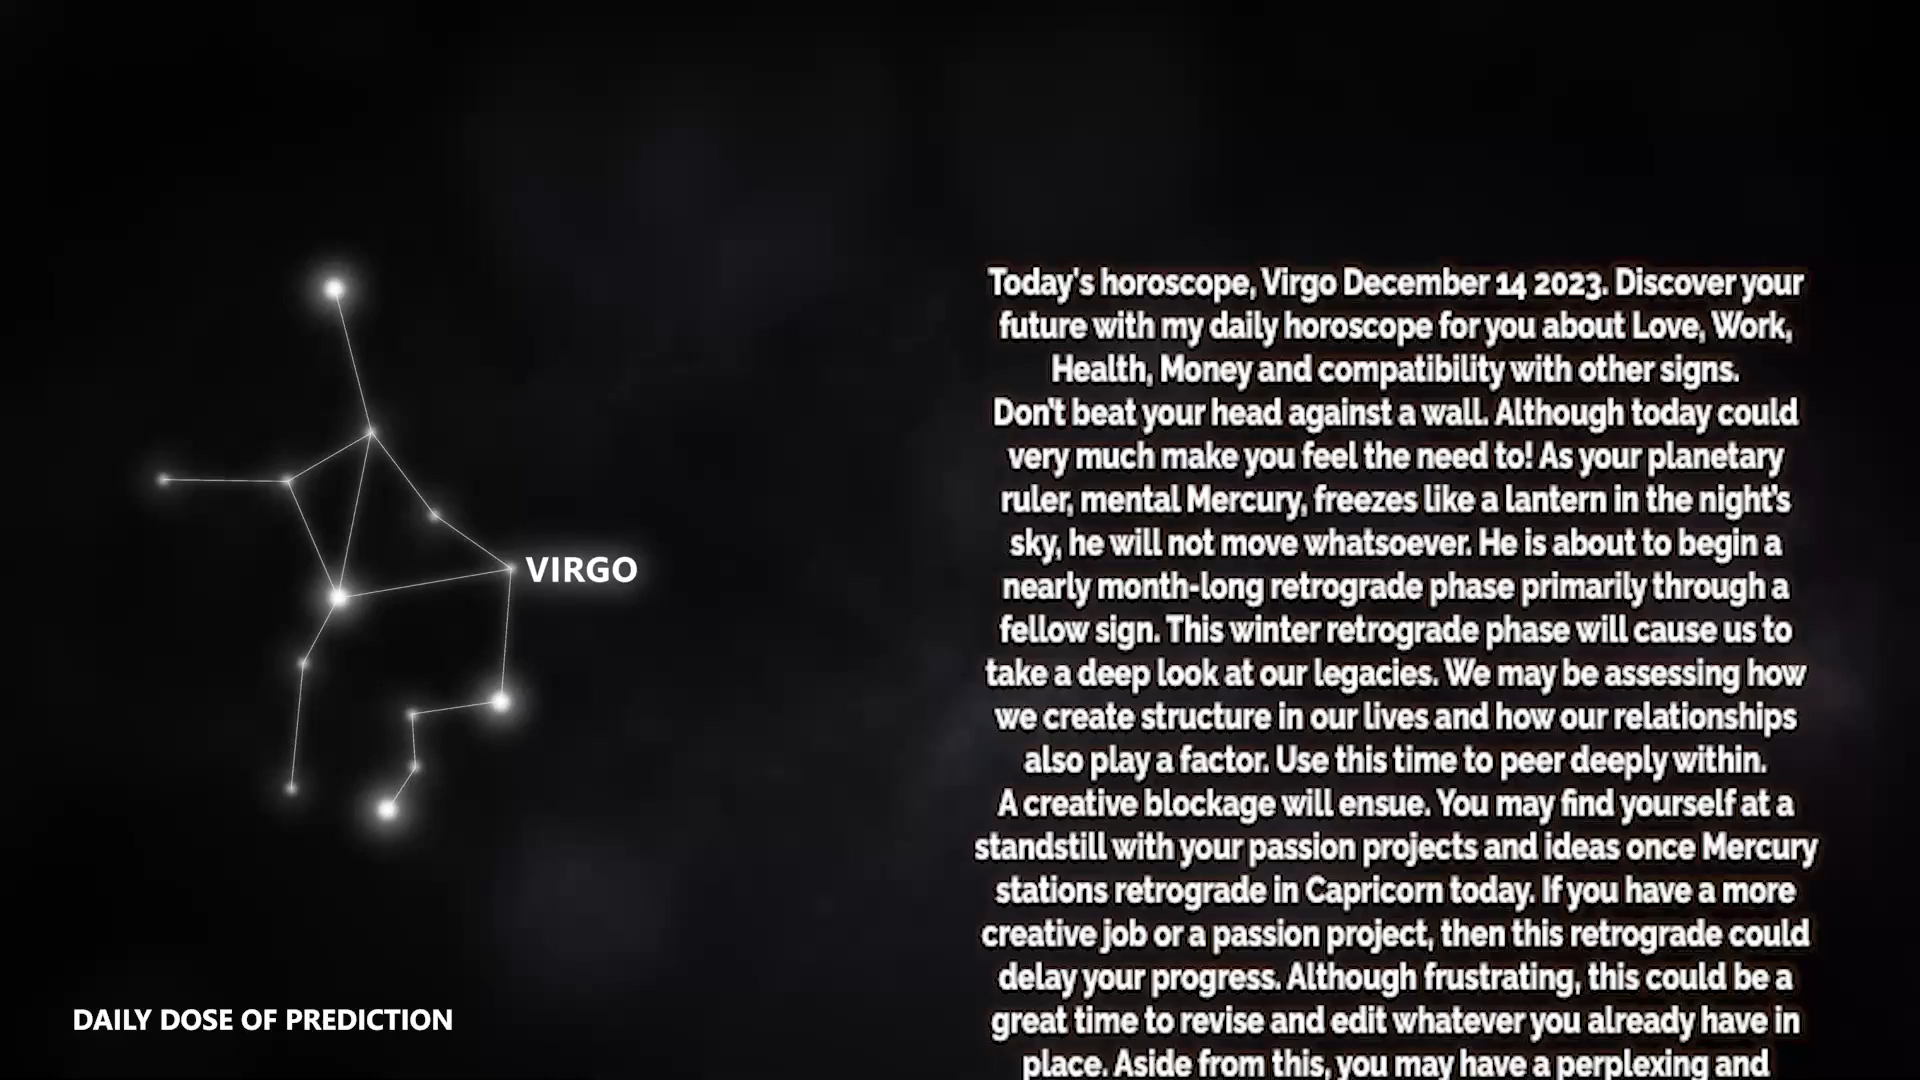 Today's horoscope, Virgo December 14 2023. Discover your
future with my daily horoscope for you about Love, Work,
Health, Money and compatibility with other signs.
Don't beat your head against a wall. Although today could
very much make you feel the need to! As your planetary
ruler, mental Mercury, freezes like a lantern in the night's
sky, he will not move whatsoever. He is about to begin a
nearly month-long retrograde phase primarily through a
fellow sign. This winter retrograde phase will cause us to
take a deep look at our legacies. We may be assessing how
we create structure in our lives and how our relationships
also play a factor. Use this time to peer deeply within.
A creative blockage will ensue. You may find yourself at a
standstill with your passion projects and ideas once Mercury
stations retrograde in Capricorn today. If you have a more
creative job or a passion project, then this retrograde could
delay your progress. Although frustrating, this could be a
great time to revise and edit whatever you already have in
place. Aside from this, you may have a perplexing and
VIRGO
DAILY DOSE OF PREDICTION